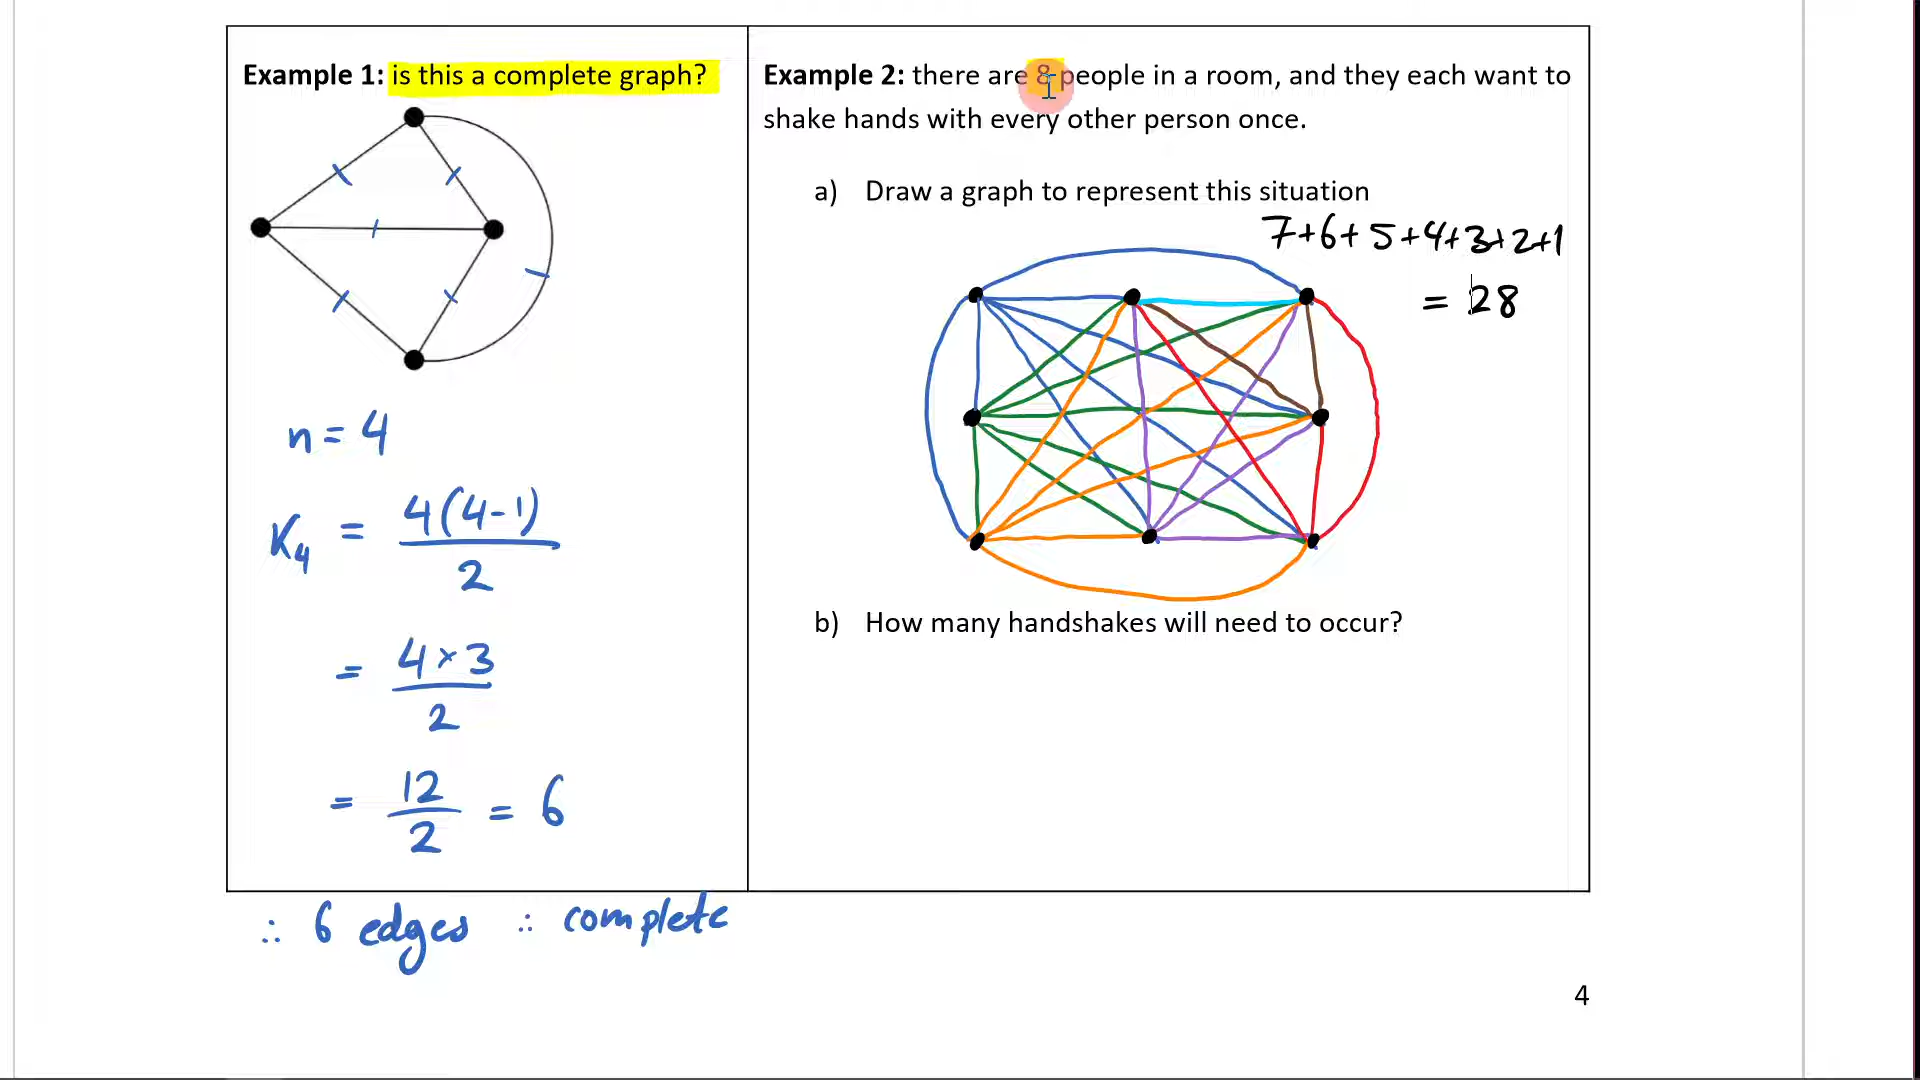 Example 1: is this a complete graph?
n = 4
K4 = 4(4-1)
2
= 4 × 3
2
= 12 = 6
2
∴ 6 edges ∴ complete
Example 2: there are 8 people in a room, and they each want to
shake hands with every other person once.
a) Draw a graph to represent this situation
7+6+5+4+3+2+1
= 28
b) How many handshakes will need to occur?
4